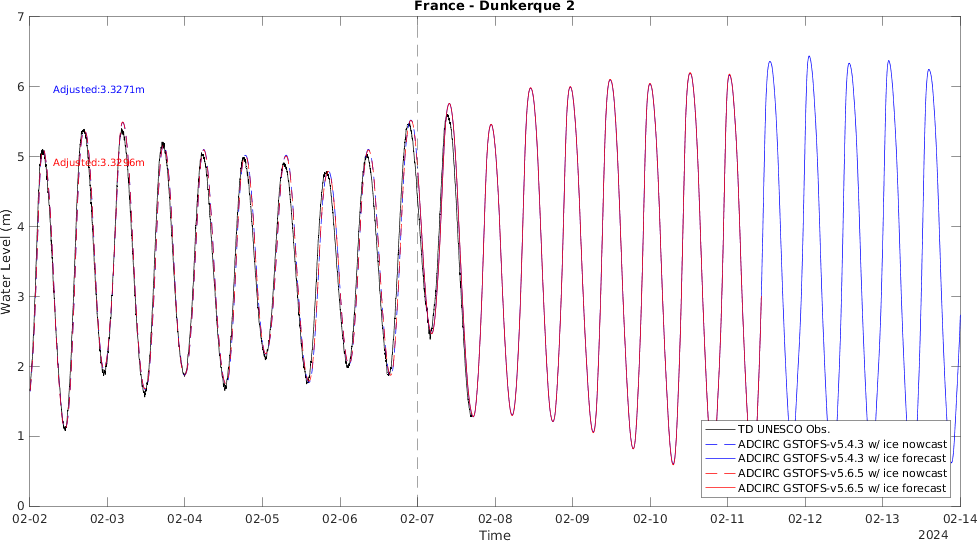 France - Dunkerque 2
7
6
5
4
3
2
1
0
Water Level (m)
Adjusted:3.3271m
Adjusted:3.3296m
TD UNESCO Obs.
ADCIRC GSTOFS-v5.4.3 w/ ice nowcast
ADCIRC GSTOFS-v5.4.3 w/ ice forecast
ADCIRC GSTOFS-v5.6.5 w/ ice nowcast
ADCIRC GSTOFS-v5.6.5 w/ ice forecast
02-02 02-03 02-04 02-05 02-06 02-07 02-08 02-09 02-10 02-11 02-12 02-13 02-14
Time
2024